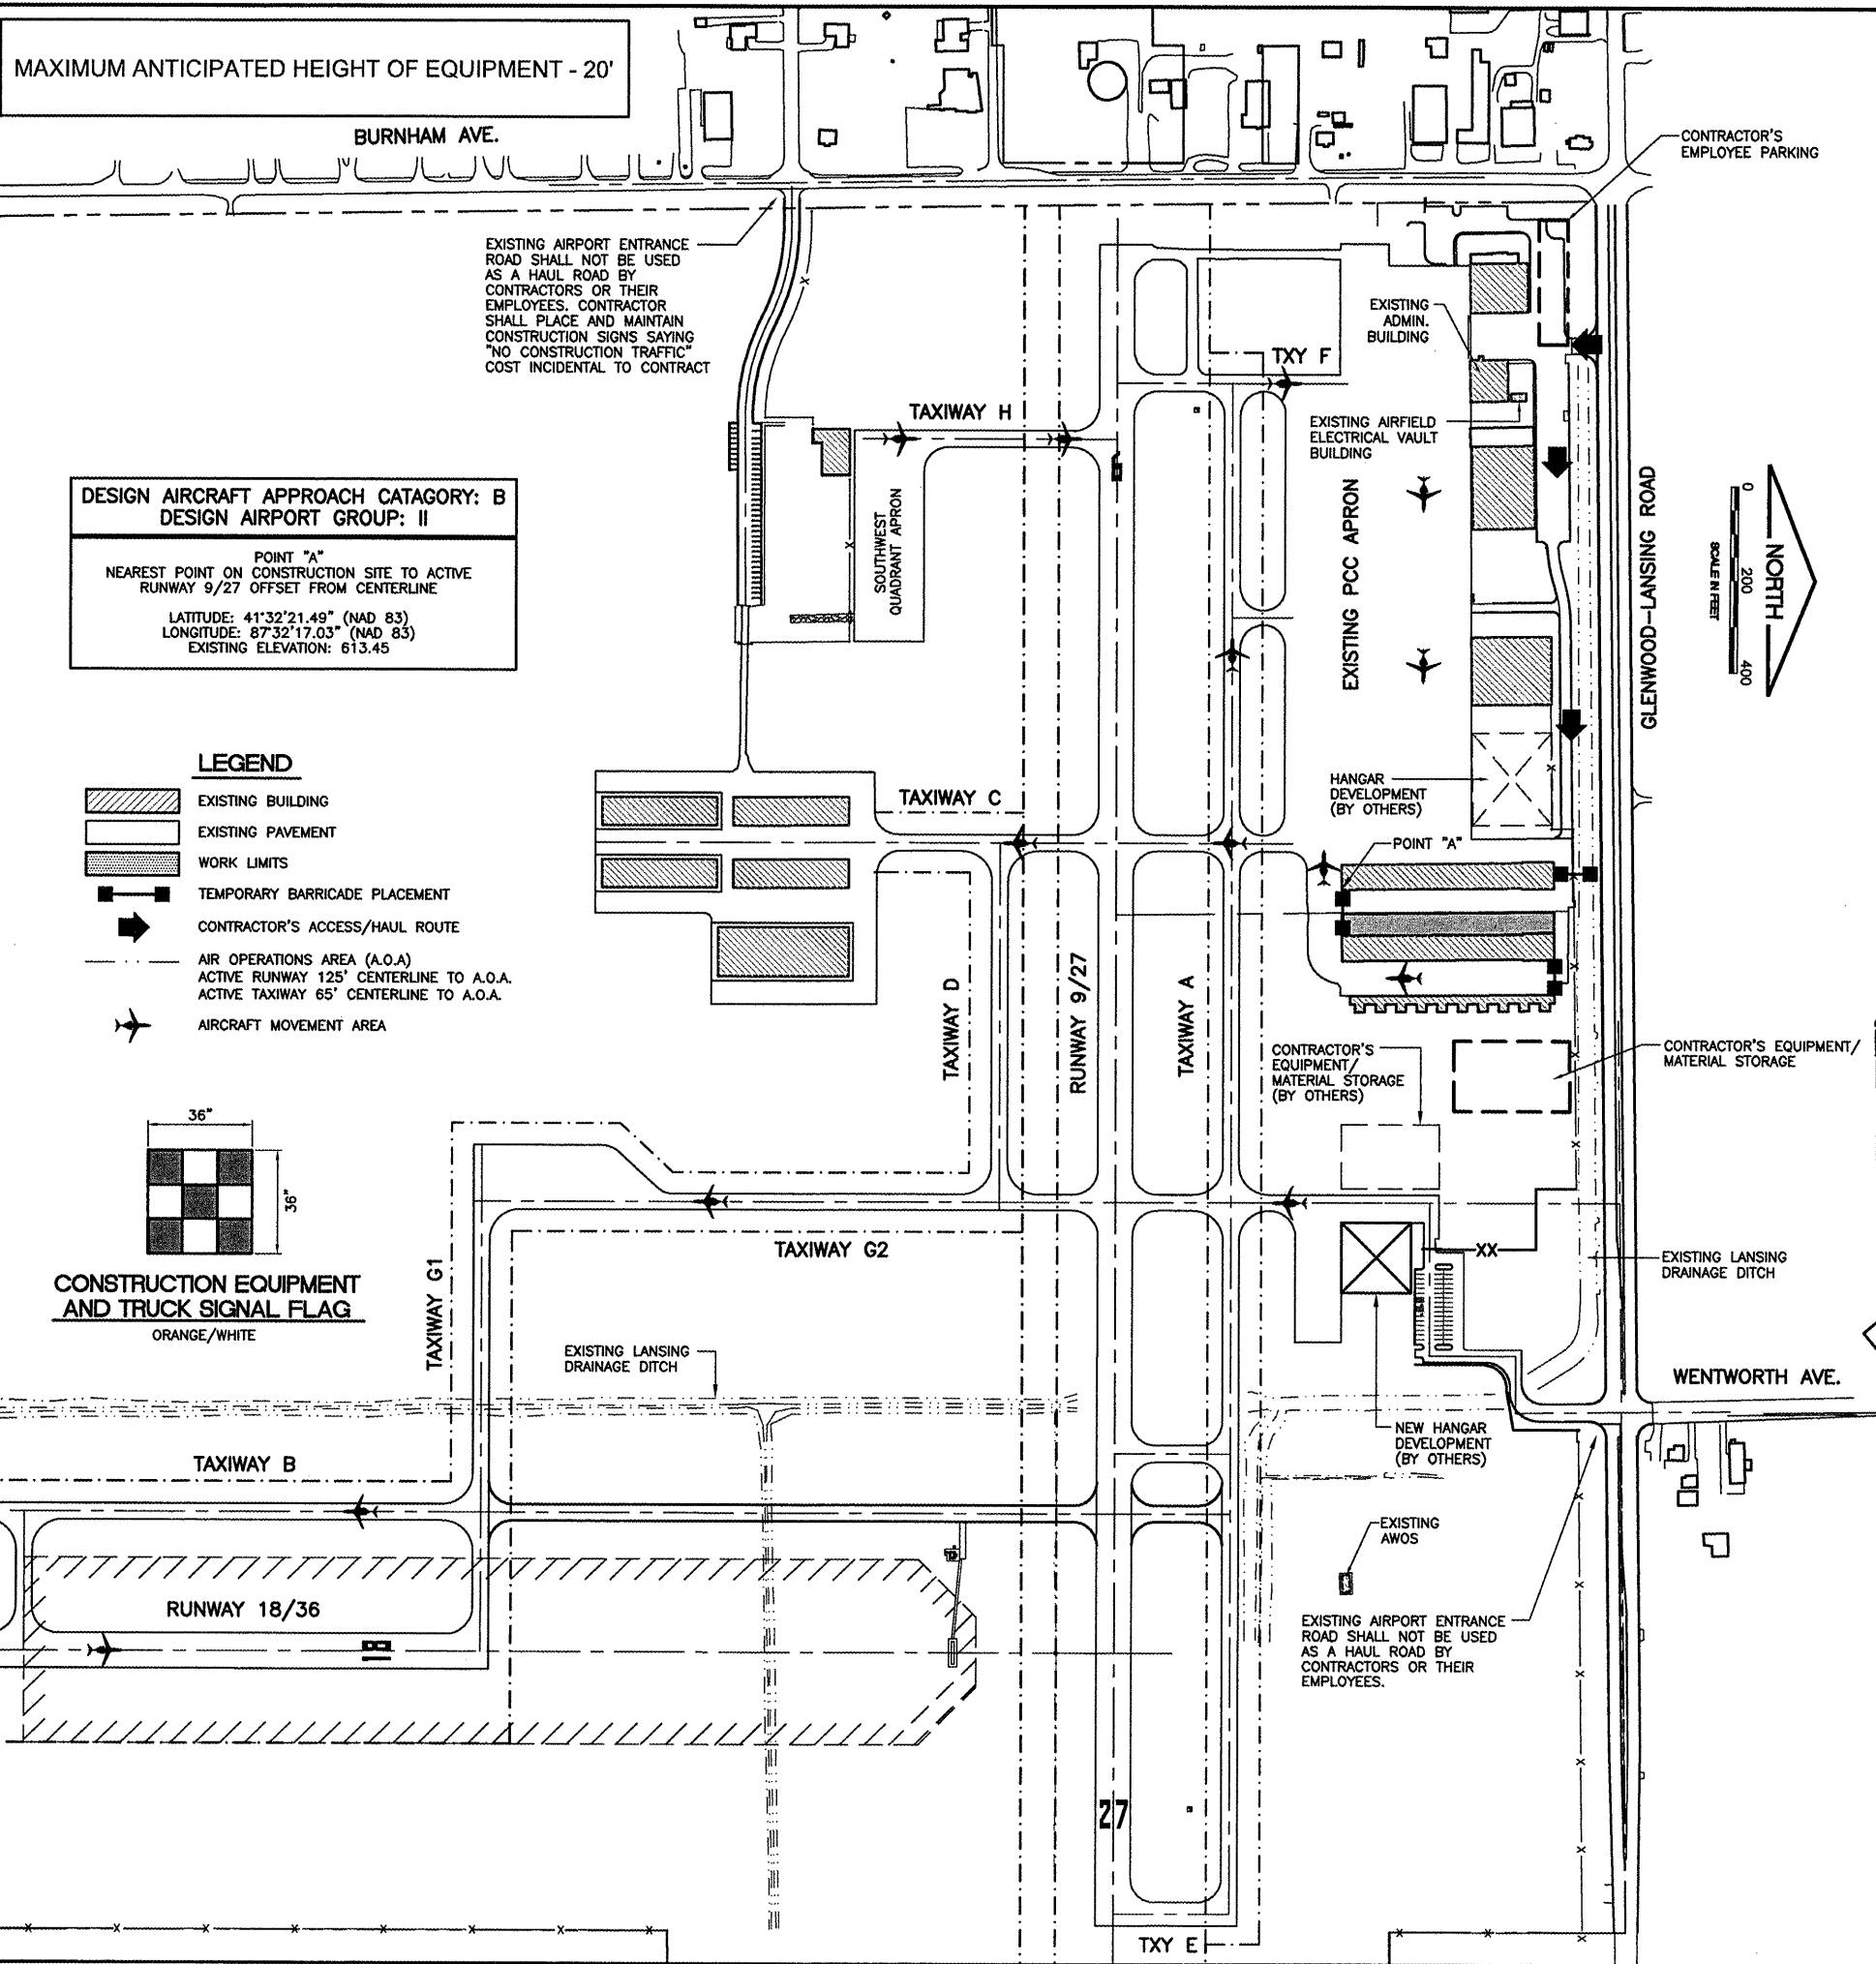 MAXIMUM ANTICIPATED HEIGHT OF EQUIPMENT - 20'
BURNHAM AVE.
CONTRACTOR'S
EMPLOYEE PARKING
EXISTING AIRPORT ENTRANCE
ROAD SHALL NOT BE USED
AS A HAUL ROAD BY
CONTRACTORS OR THEIR
EMPLOYEES. CONTRACTOR
SHALL PLACE AND MAINTAIN
CONSTRUCTION SIGNS SAYING
"NO CONSTRUCTION TRAFFIC"
COST INCIDENTAL TO CONTRACT
EXISTING
ADMIN.
BUILDING
TXY F
TAXIWAY H
EXISTING AIRFIELD
ELECTRICAL VAULT
BUILDING
DESIGN AIRCRAFT APPROACH CATAGORY: B
DESIGN AIRPORT GROUP: II
POINT "A"
NEAREST POINT ON CONSTRUCTION SITE TO ACTIVE
RUNWAY 9/27 OFFSET FROM CENTERLINE
LATITUDE: 41°32'21.49" (NAD 83)
LONGITUDE: 87°32'17.03" (NAD 83)
EXISTING ELEVATION: 613.45
SOUTHWEST
QUADRANT APRON
EXISTING PCC APRON
GLENWOOD-LANSING ROAD
NORTH
0 200 400
SCALE IN FEET
LEGEND
EXISTING BUILDING
EXISTING PAVEMENT
WORK LIMITS
TEMPORARY BARRICADE PLACEMENT
CONTRACTOR'S ACCESS/HAUL ROUTE
AIR OPERATIONS AREA (A.O.A)
ACTIVE RUNWAY 125' CENTERLINE TO A.O.A.
ACTIVE TAXIWAY 65' CENTERLINE TO A.O.A.
AIRCRAFT MOVEMENT AREA
TAXIWAY C
HANGAR
DEVELOPMENT
(BY OTHERS)
POINT "A"
TAXIWAY D
RUNWAY 9/27
TAXIWAY A
CONTRACTOR'S
EQUIPMENT/
MATERIAL STORAGE
(BY OTHERS)
CONTRACTOR'S EQUIPMENT/
MATERIAL STORAGE
36"
36"
CONSTRUCTION EQUIPMENT
AND TRUCK SIGNAL FLAG
ORANGE/WHITE
TAXIWAY G1
TAXIWAY G2
XX
EXISTING LANSING
DRAINAGE DITCH
EXISTING LANSING
DRAINAGE DITCH
WENTWORTH AVE.
NEW HANGAR
DEVELOPMENT
(BY OTHERS)
TAXIWAY B
EXISTING
AWOS
RUNWAY 18/36
EXISTING AIRPORT ENTRANCE
ROAD SHALL NOT BE USED
AS A HAUL ROAD BY
CONTRACTORS OR THEIR
EMPLOYEES.
27
TXY E